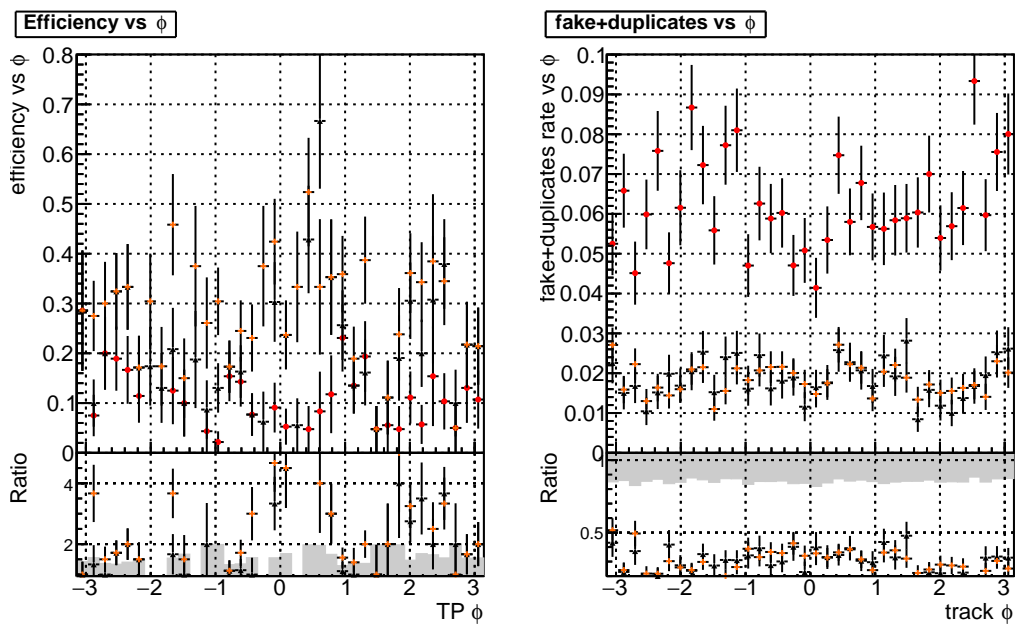 Efficiency vs ϕ
efficiency vs ϕ
0.8
0.7
0.6
0.5
0.4
0.3
0.2
0.1
0
Ratio
4
2
−3 −2 −1 0 1 2 3
TP ϕ
fake+duplicates vs ϕ
fake+duplicates rate vs ϕ
0.1
0.09
0.08
0.07
0.06
0.05
0.04
0.03
0.02
0.01
0
Ratio
1
0.5
−3 −2 −1 0 1 2 3
track ϕ